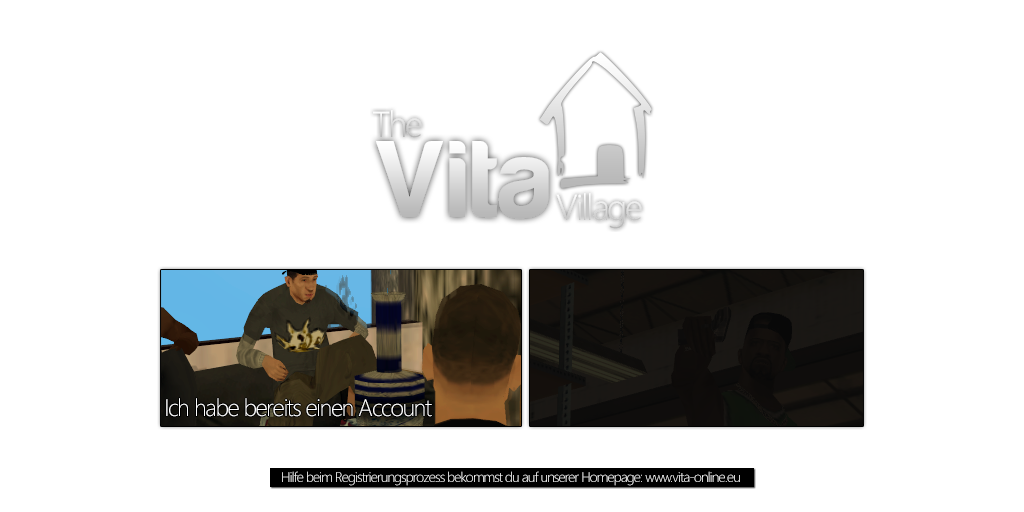 The
Vita
Village
Ich habe bereits einen Account
Hilfe beim Registrierungsprozess bekommst du auf unserer Homepage: www.vita-online.eu